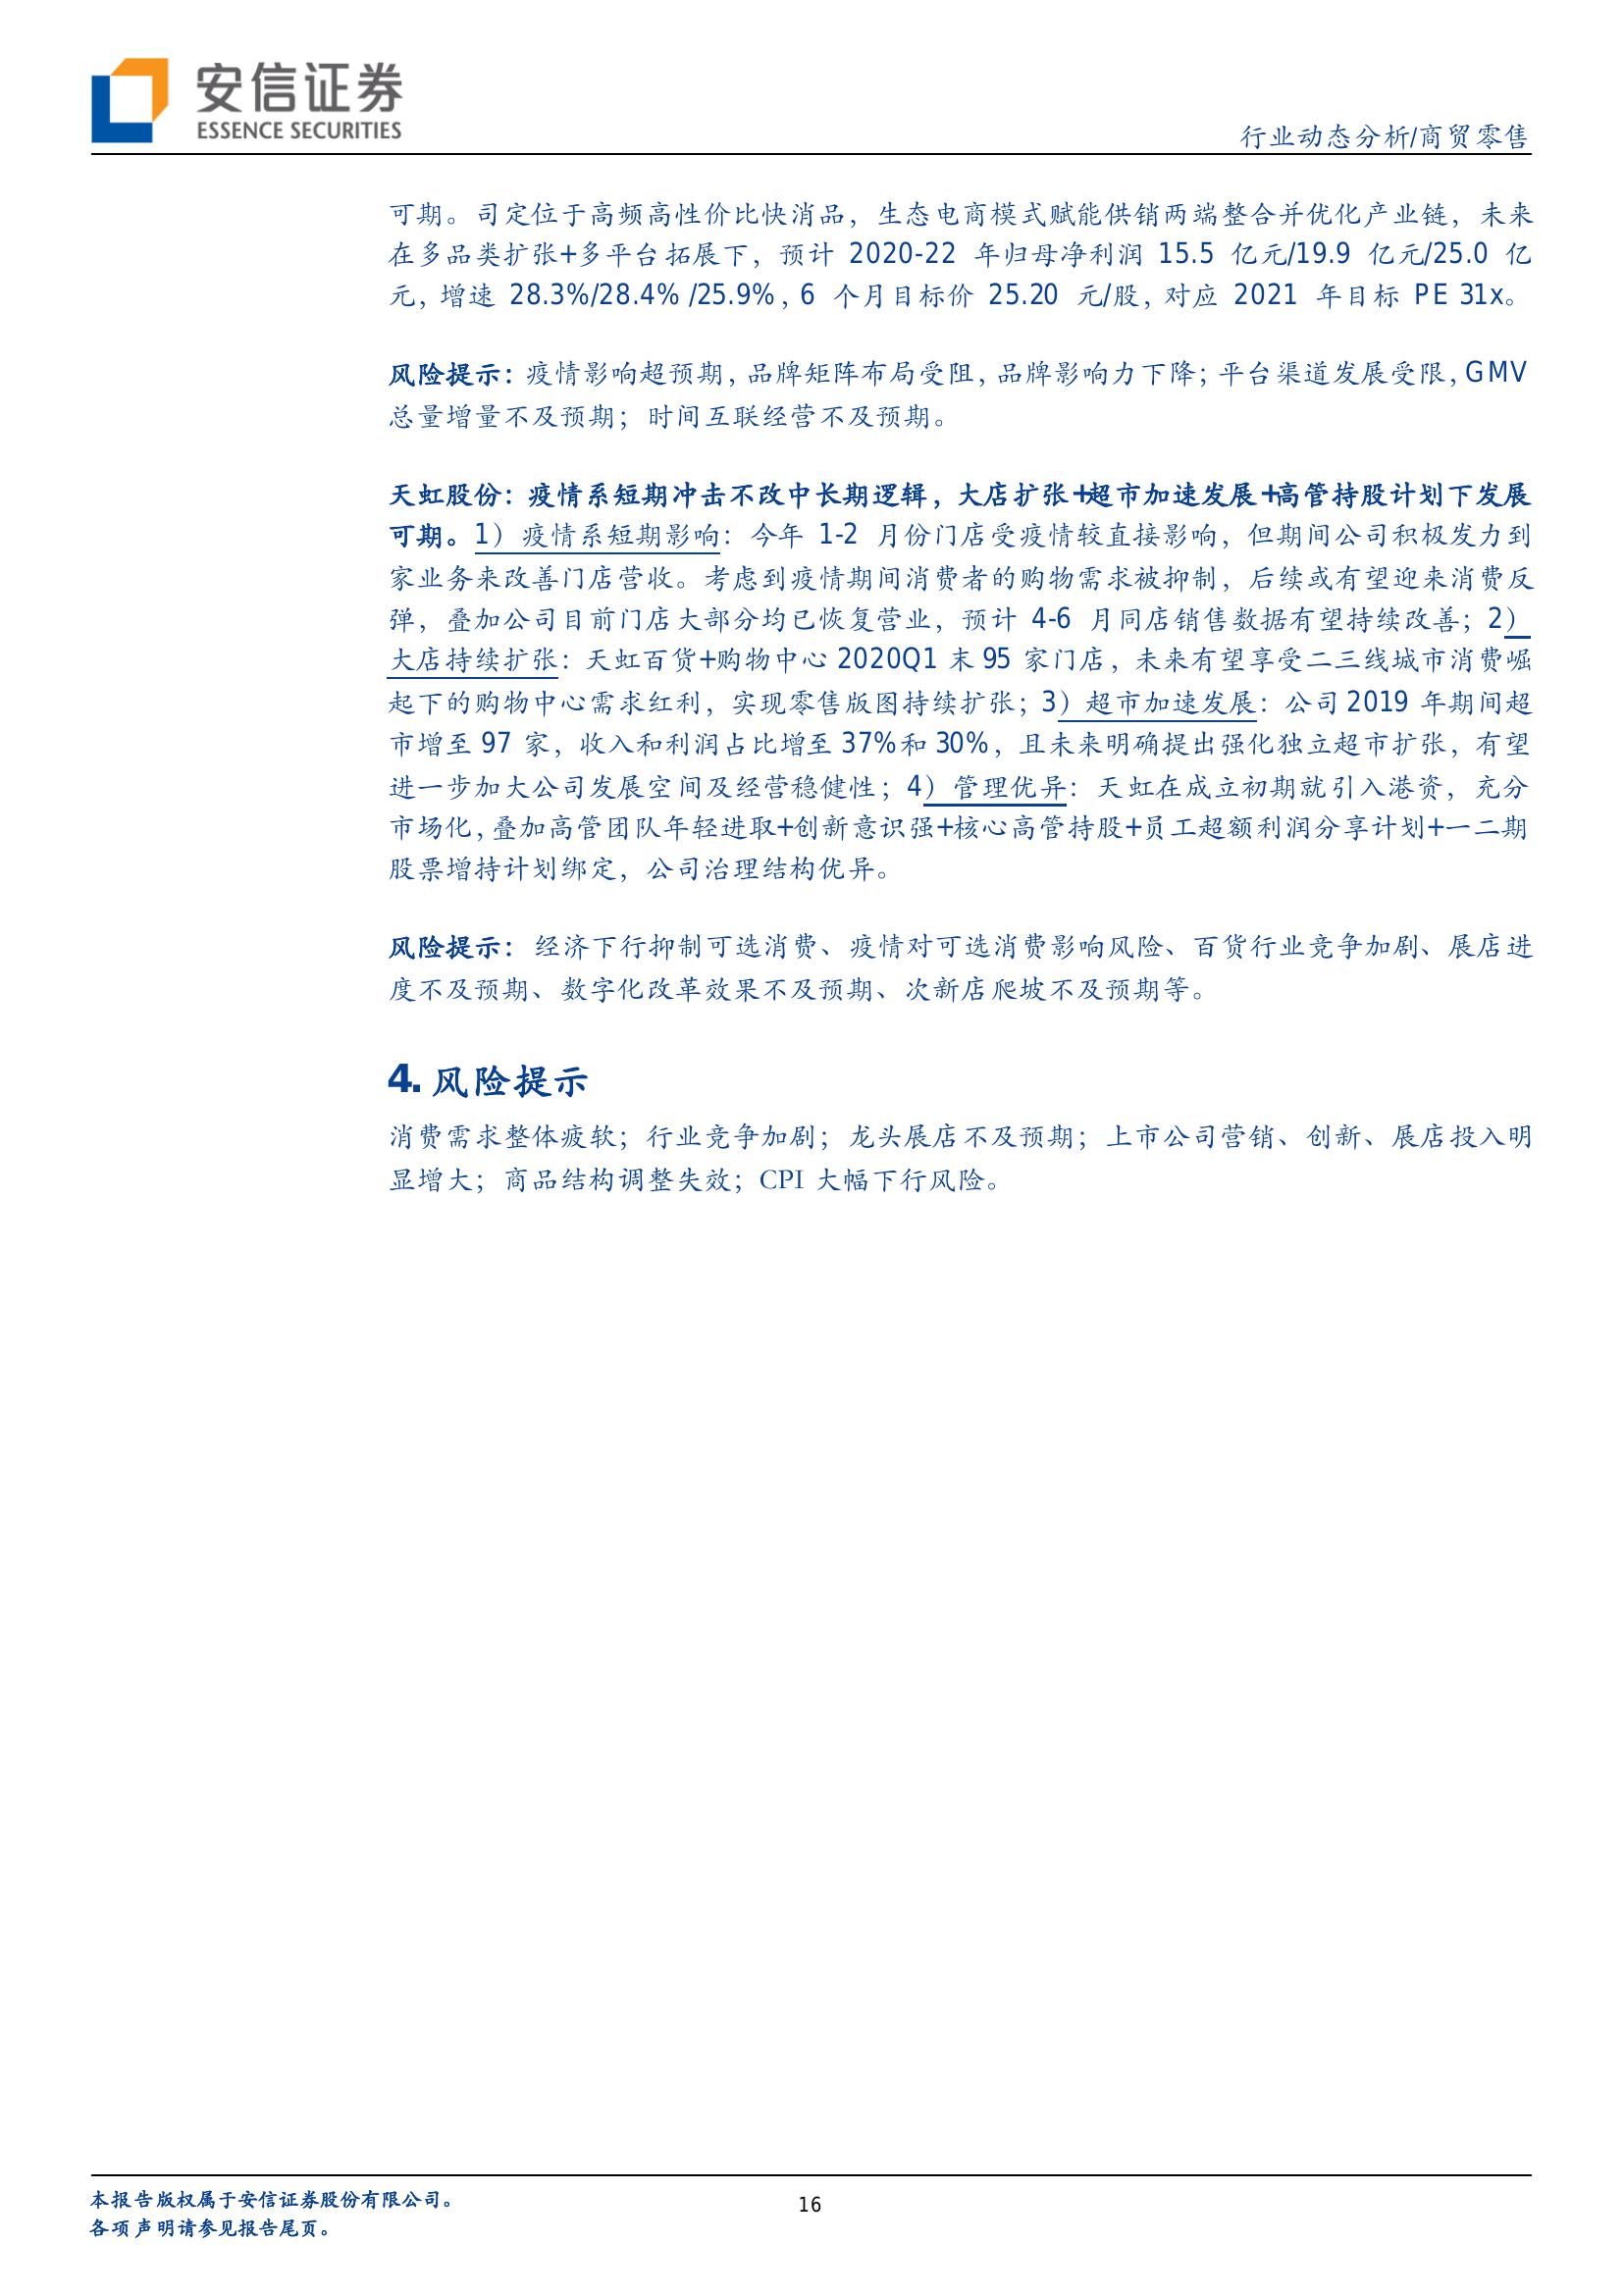 安信证券
ESSENCE SECURITIES
行业动态分析/商贸零售
可期。司定位于高频高性价比快消品，生态电商模式赋能供销两端整合并优化产业链，未来
在多品类扩张+多平台拓展下，预计 2020-22 年归母净利润 15.5 亿元/19.9 亿元/25.0 亿
元，增速 28.3%/28.4% /25.9%，6 个月目标价 25.20 元/股，对应 2021 年目标 PE 31x。
风险提示：疫情影响超预期，品牌矩阵布局受阻，品牌影响力下降；平台渠道发展受限，GMV
总量增量不及预期；时间互联经营不及预期。
天虹股份：疫情系短期冲击不改中长期逻辑，大店扩张+超市加速发展+高管持股计划下发展
可期。1）疫情系短期影响：今年 1-2 月份门店受疫情较直接影响，但期间公司积极发力到
家业务来改善门店营收。考虑到疫情期间消费者的购物需求被抑制，后续或有望迎来消费反
弹，叠加公司目前门店大部分均已恢复营业，预计 4-6 月同店销售数据有望持续改善；2）
大店持续扩张：天虹百货+购物中心 2020Q1 末 95 家门店，未来有望享受二三线城市消费崛
起下的购物中心需求红利，实现零售版图持续扩张；3）超市加速发展：公司 2019 年期间超
市增至 97 家，收入和利润占比增至 37%和 30%，且未来明确提出强化独立超市扩张，有望
进一步加大公司发展空间及经营稳健性；4）管理优异：天虹在成立初期就引入港资，充分
市场化，叠加高管团队年轻进取+创新意识强+核心高管持股+员工超额利润分享计划+一二期
股票增持计划绑定，公司治理结构优异。
风险提示： 经济下行抑制可选消费、疫情对可选消费影响风险、百货行业竞争加剧、展店进
度不及预期、数字化改革效果不及预期、次新店爬坡不及预期等。
4. 风险提示
消费需求整体疲软；行业竞争加剧；龙头展店不及预期；上市公司营销、创新、展店投入明
显增大；商品结构调整失效；CPI 大幅下行风险。
本报告版权属于安信证券股份有限公司。
各项声明请参见报告尾页。
16